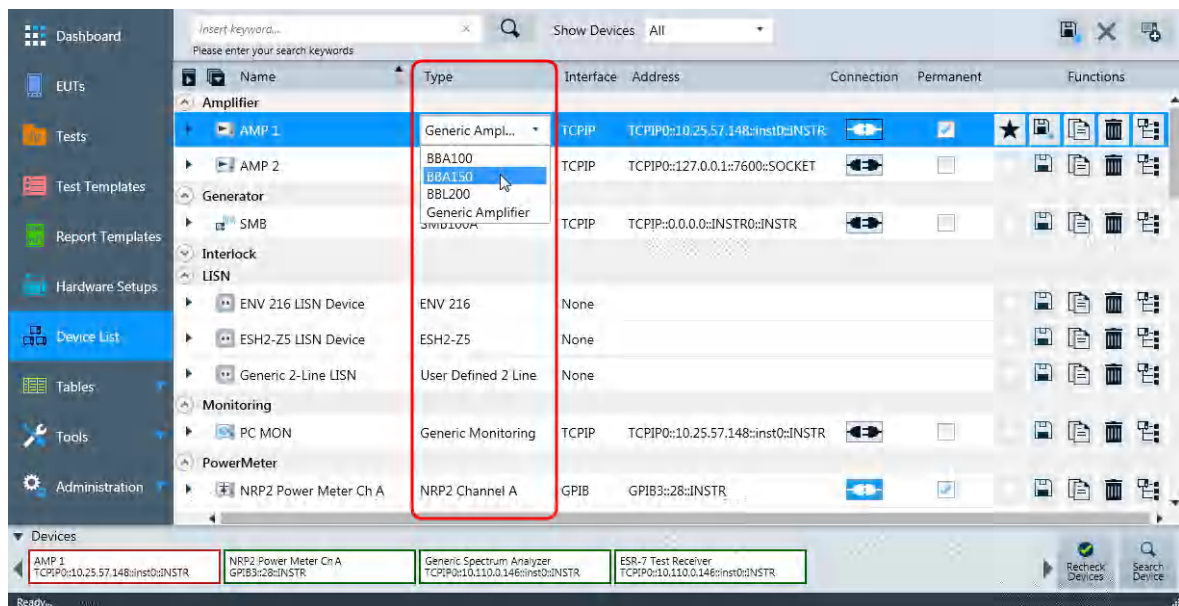 Dashboard
EUTs
Tests
Test Templates
Report Templates
Hardware Setups
Device List
Tables
Tools
Administration
Insert keyword...
Please enter your search keywords
Show Devices All
Name Type Interface Address Connection Permanent Functions
Amplifier
AMP 1 Generic Ampl... TCPIP TCPIP0::10.25.57.148::inst0::INSTR
BBA100
AMP 2 TCPIP TCPIP0::127.0.0.1::7600::SOCKET
BBA150
BBL200
Generic Amplifier
Generator
SMB SMB100A TCPIP TCPIP::0.0.0.0::INSTR0::INSTR
Interlock
LISN
ENV 216 LISN Device ENV 216 None
ESH2-Z5 LISN Device ESH2-Z5 None
Generic 2-Line LISN User Defined 2 Line None
Monitoring
PC MON Generic Monitoring TCPIP TCPIP0::10.25.57.148::inst0::INSTR
PowerMeter
NRP2 Power Meter Ch A NRP2 Channel A GPIB GPIB3::28::INSTR
Devices
AMP 1
TCPIP0::10.25.57.148::inst0::INSTR
NRP2 Power Meter Ch A
GPIB3::28::INSTR
Generic Spectrum Analyzer
TCPIP0::10.110.0.146::inst0::INSTR
ESR-7 Test Receiver
TCPIP0::10.110.0.146::inst0::INSTR
Recheck
Devices
Search
Device
Ready...